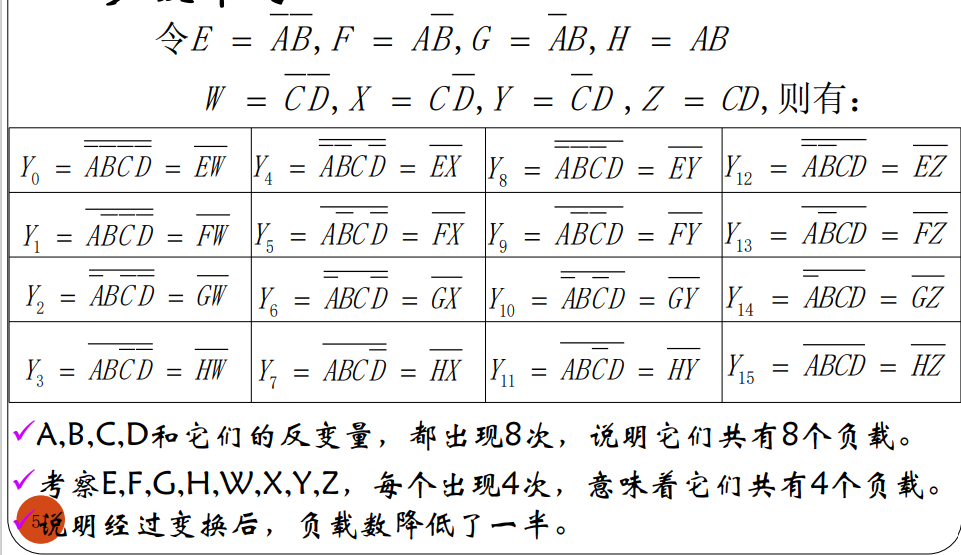 令E = \overline{A}\overline{B}, F = A\overline{B}, G = \overline{A}B, H = AB
W = \overline{C}\overline{D}, X = C\overline{D}, Y = \overline{C}D , Z = CD, 则有：
Y_0 = \overline{\overline{A}\overline{B}\overline{C}\overline{D}} = \overline{EW} Y_4 = \overline{\overline{A}\overline{B}C\overline{D}} = \overline{EX} Y_8 = \overline{\overline{A}\overline{B}\overline{C}D} = \overline{EY} Y_{12} = \overline{\overline{A}\overline{B}CD} = \overline{EZ}
Y_1 = \overline{A\overline{B}\overline{C}\overline{D}} = \overline{FW} Y_5 = \overline{A\overline{B}C\overline{D}} = \overline{FX} Y_9 = \overline{A\overline{B}\overline{C}D} = \overline{FY} Y_{13} = \overline{A\overline{B}CD} = \overline{FZ}
Y_2 = \overline{\overline{A}B\overline{C}\overline{D}} = \overline{GW} Y_6 = \overline{\overline{A}BC\overline{D}} = \overline{GX} Y_{10} = \overline{\overline{A}B\overline{C}D} = \overline{GY} Y_{14} = \overline{\overline{A}BCD} = \overline{GZ}
Y_3 = \overline{AB\overline{C}\overline{D}} = \overline{HW} Y_7 = \overline{ABC\overline{D}} = \overline{HX} Y_{11} = \overline{AB\overline{C}D} = \overline{HY} Y_{15} = \overline{ABCD} = \overline{HZ}
✓A,B,C,D和它们的反变量，都出现8次，说明它们共有8个负载。
✓考察E,F,G,H,W,X,Y,Z，每个出现4次，意味着它们共有4个负载。
✓说明经过变换后，负载数降低了一半。